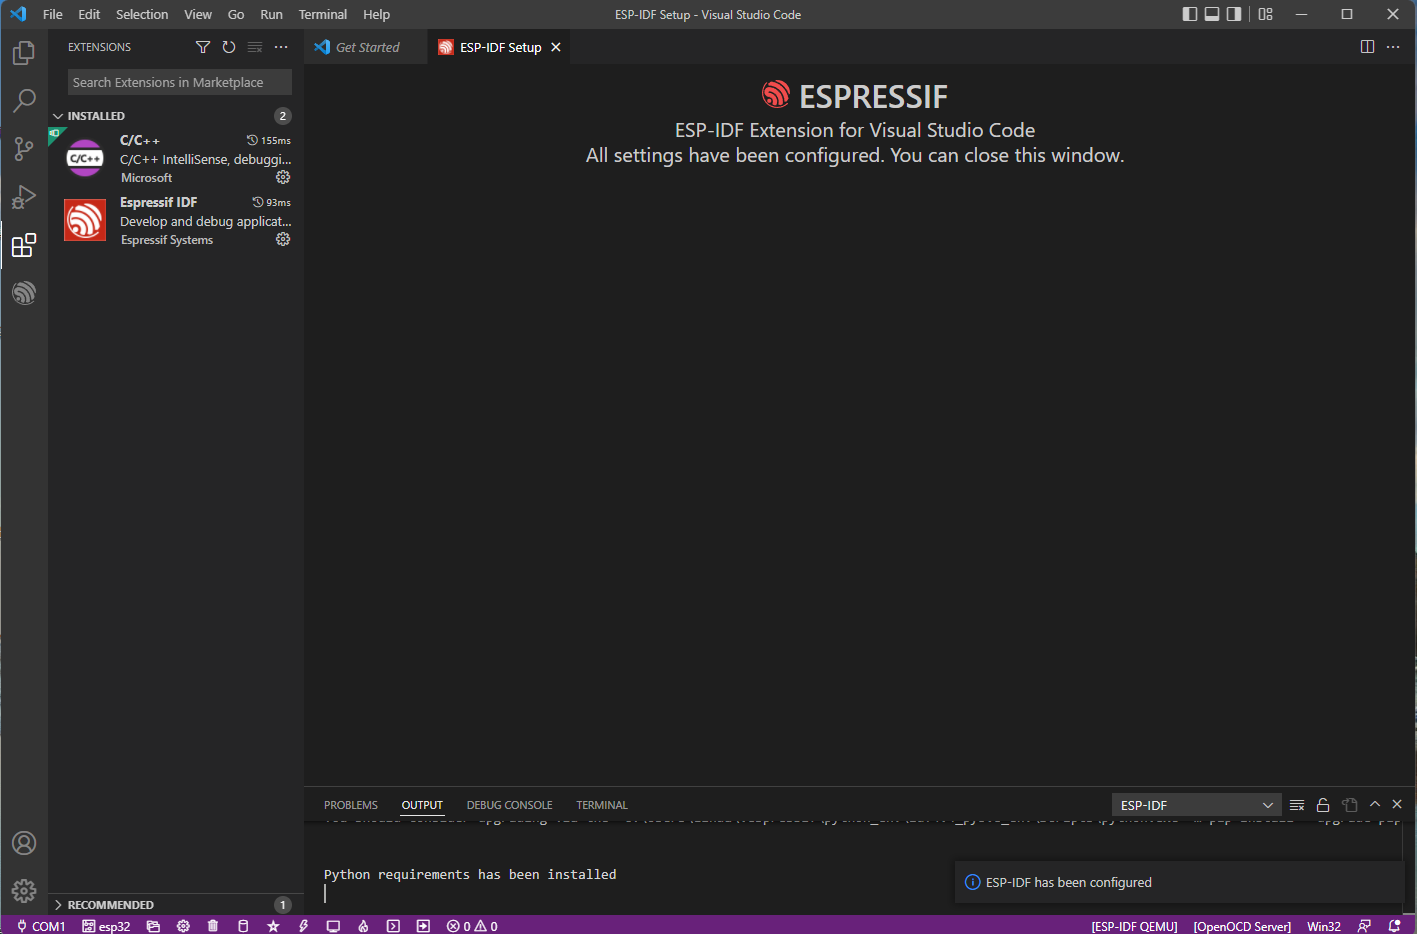 File Edit Selection View Go Run Terminal Help
ESP-IDF Setup - Visual Studio Code
EXTENSIONS
Get Started
ESP-IDF Setup
Search Extensions in Marketplace
INSTALLED 2
C/C++ 155ms
C/C++
C/C++ IntelliSense, debuggi...
Microsoft
Espressif IDF 93ms
Develop and debug applicat...
Espressif Systems
ESPRESSIF
ESP-IDF Extension for Visual Studio Code
All settings have been configured. You can close this window.
PROBLEMS OUTPUT DEBUG CONSOLE TERMINAL
ESP-IDF
Python requirements has been installed
ESP-IDF has been configured
RECOMMENDED 1
COM1 esp32 0 0 [ESP-IDF QEMU] [OpenOCD Server] Win32